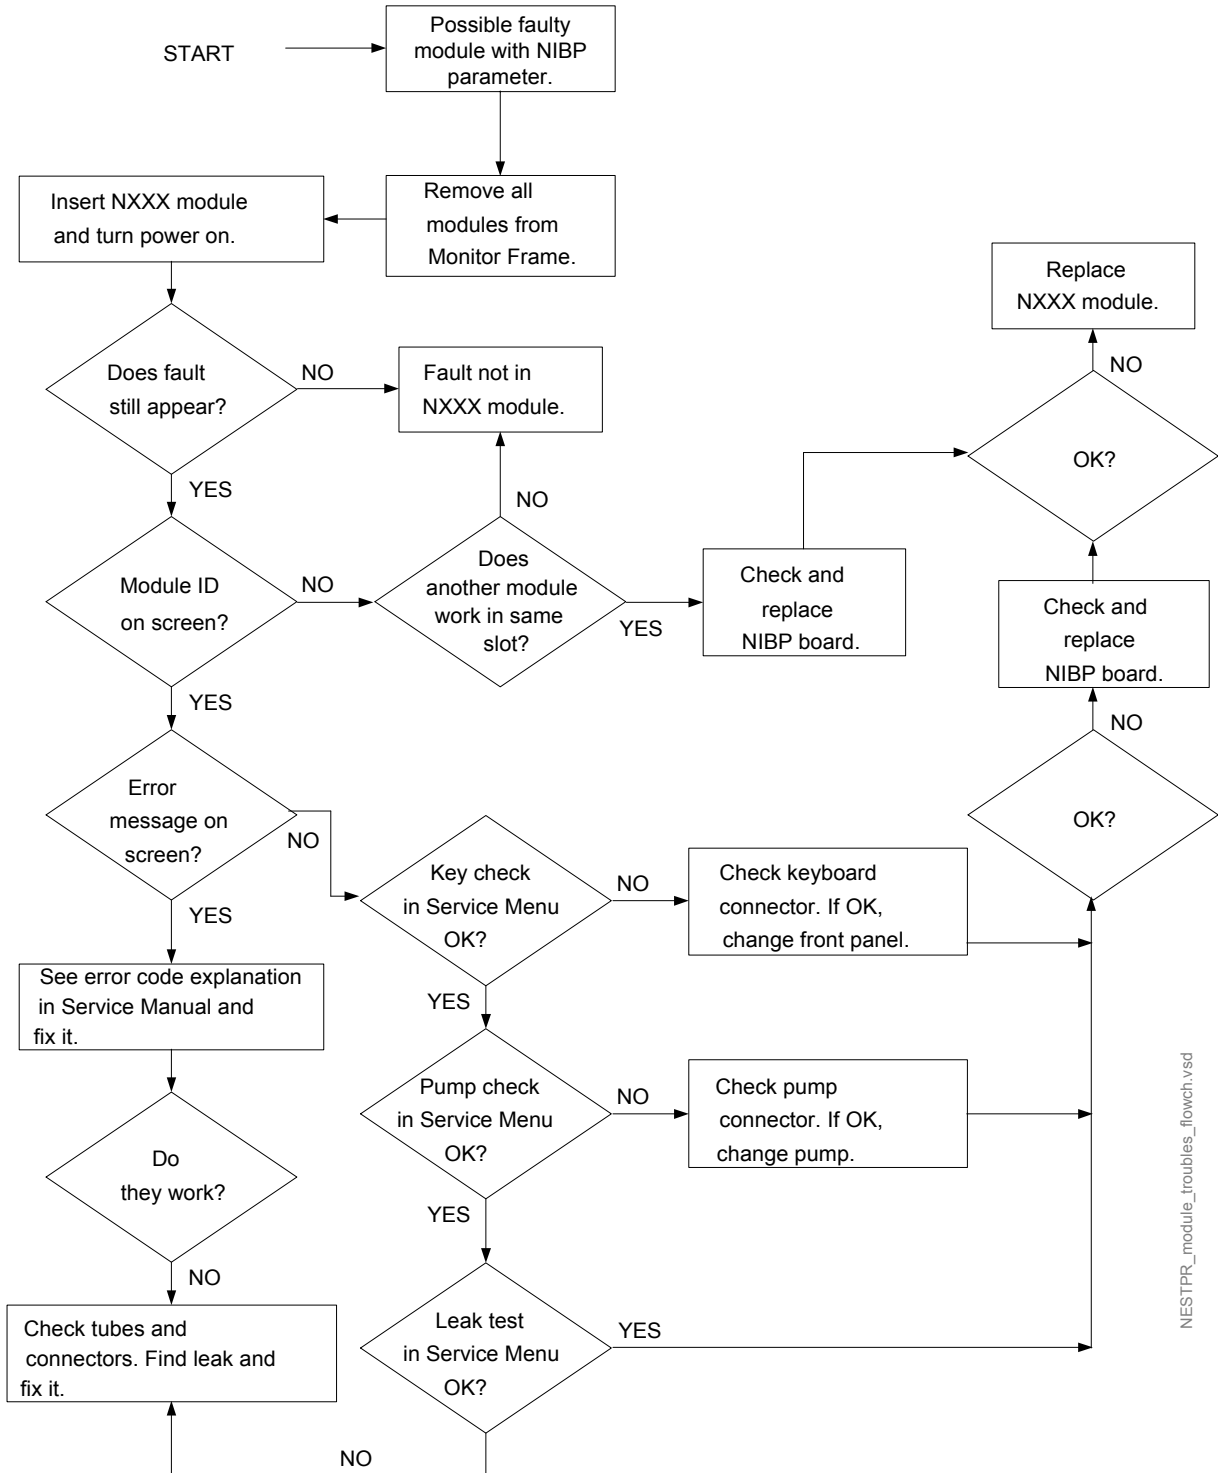 START
Possible faulty
module with NIBP
parameter.
Insert NXXX module
and turn power on.
Remove all
modules from
Monitor Frame.
Replace
NXXX module.
Does fault
still appear?
NO
Fault not in
NXXX module.
NO
OK?
YES
NO
Module ID
on screen?
NO
Does
another module
work in same
slot?
YES
Check and
replace
NIBP board.
Check and
replace
NIBP board.
YES
NO
Error
message on
screen?
NO
OK?
Key check
in Service Menu
OK?
NO
Check keyboard
connector. If OK,
change front panel.
YES
See error code explanation
in Service Manual and
fix it.
YES
Pump check
in Service Menu
OK?
NO
Check pump
connector. If OK,
change pump.
Do
they work?
YES
NO
Leak test
in Service Menu
OK?
YES
Check tubes and
connectors. Find leak and
fix it.
NO
NESTPR_module_troubles_flowch.vsd